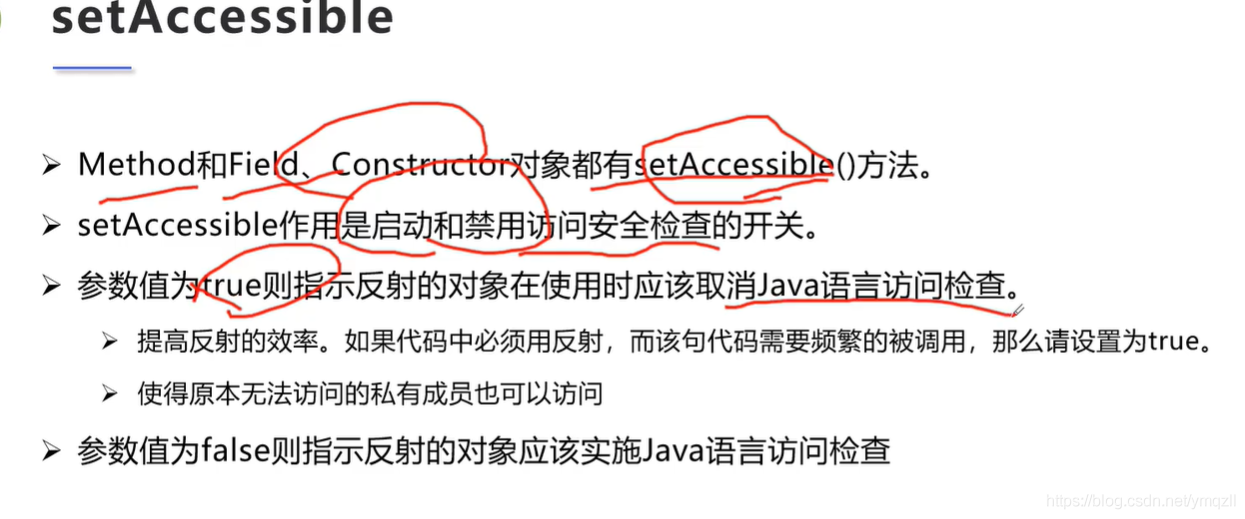 setAccessible
➢ Method和Field、Constructor对象都有setAccessible()方法。
➢ setAccessible作用是启动和禁用访问安全检查的开关。
➢ 参数值为true则指示反射的对象在使用时应该取消Java语言访问检查。
➢ 提高反射的效率。如果代码中必须用反射，而该句代码需要频繁的被调用，那么请设置为true。
➢ 使得原本无法访问的私有成员也可以访问
➢ 参数值为false则指示反射的对象应该实施Java语言访问检查
https://blog.csdn.net/ymqzll